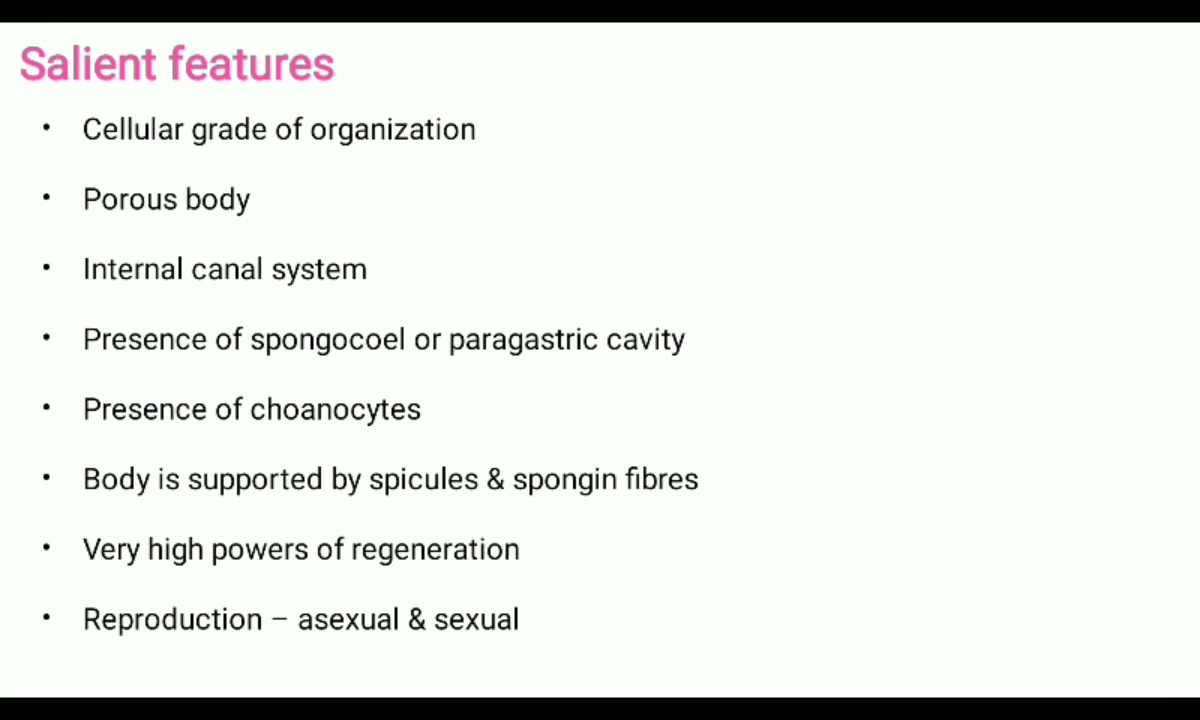 Salient features
• Cellular grade of organization
• Porous body
• Internal canal system
• Presence of spongocoel or paragastric cavity
• Presence of choanocytes
• Body is supported by spicules & spongin fibres
• Very high powers of regeneration
• Reproduction – asexual & sexual